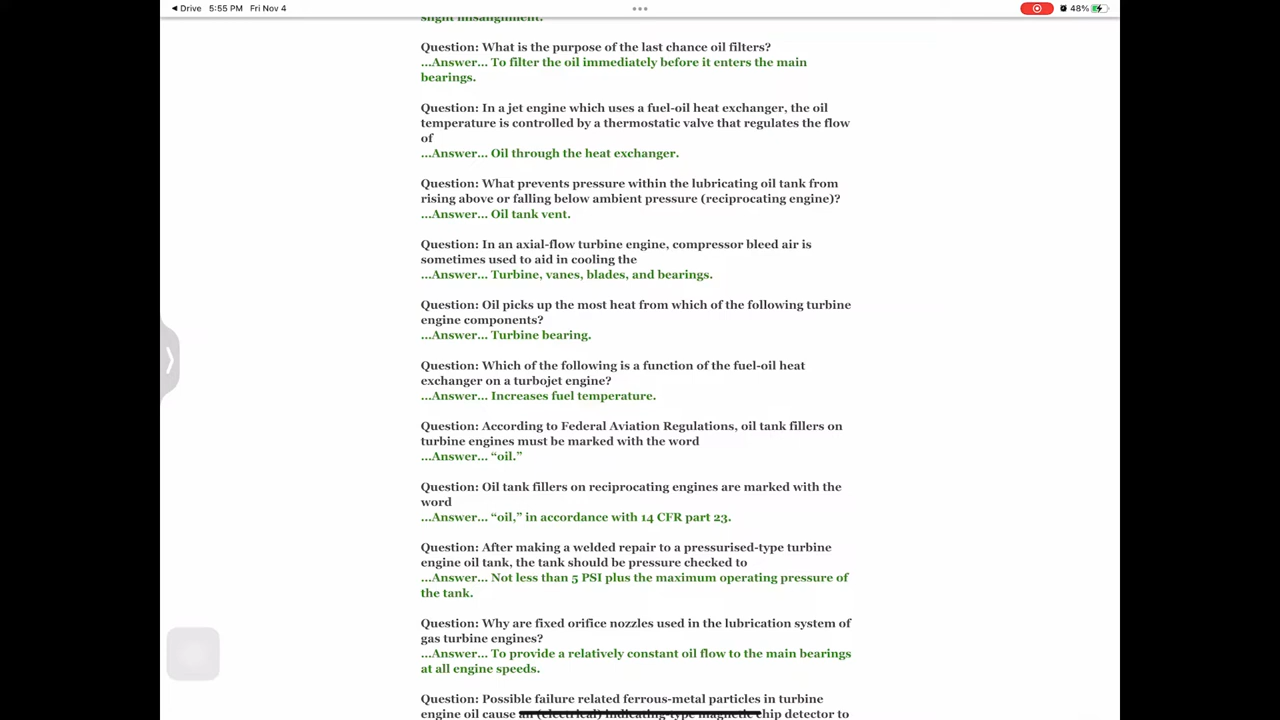 Drive 5:55 PM Fri Nov 4
48%
slight misalignment.
Question: What is the purpose of the last chance oil filters?
...Answer... To filter the oil immediately before it enters the main
bearings.
Question: In a jet engine which uses a fuel-oil heat exchanger, the oil
temperature is controlled by a thermostatic valve that regulates the flow
of
...Answer... Oil through the heat exchanger.
Question: What prevents pressure within the lubricating oil tank from
rising above or falling below ambient pressure (reciprocating engine)?
...Answer... Oil tank vent.
Question: In an axial-flow turbine engine, compressor bleed air is
sometimes used to aid in cooling the
...Answer... Turbine, vanes, blades, and bearings.
Question: Oil picks up the most heat from which of the following turbine
engine components?
...Answer... Turbine bearing.
Question: Which of the following is a function of the fuel-oil heat
exchanger on a turbojet engine?
...Answer... Increases fuel temperature.
Question: According to Federal Aviation Regulations, oil tank fillers on
turbine engines must be marked with the word
...Answer... “oil.”
Question: Oil tank fillers on reciprocating engines are marked with the
word
...Answer... “oil,” in accordance with 14 CFR part 23.
Question: After making a welded repair to a pressurised-type turbine
engine oil tank, the tank should be pressure checked to
...Answer... Not less than 5 PSI plus the maximum operating pressure of
the tank.
Question: Why are fixed orifice nozzles used in the lubrication system of
gas turbine engines?
...Answer... To provide a relatively constant oil flow to the main bearings
at all engine speeds.
Question: Possible failure related ferrous-metal particles in turbine
engine oil cause an (electrical) indicating-type magnetic chip detector to